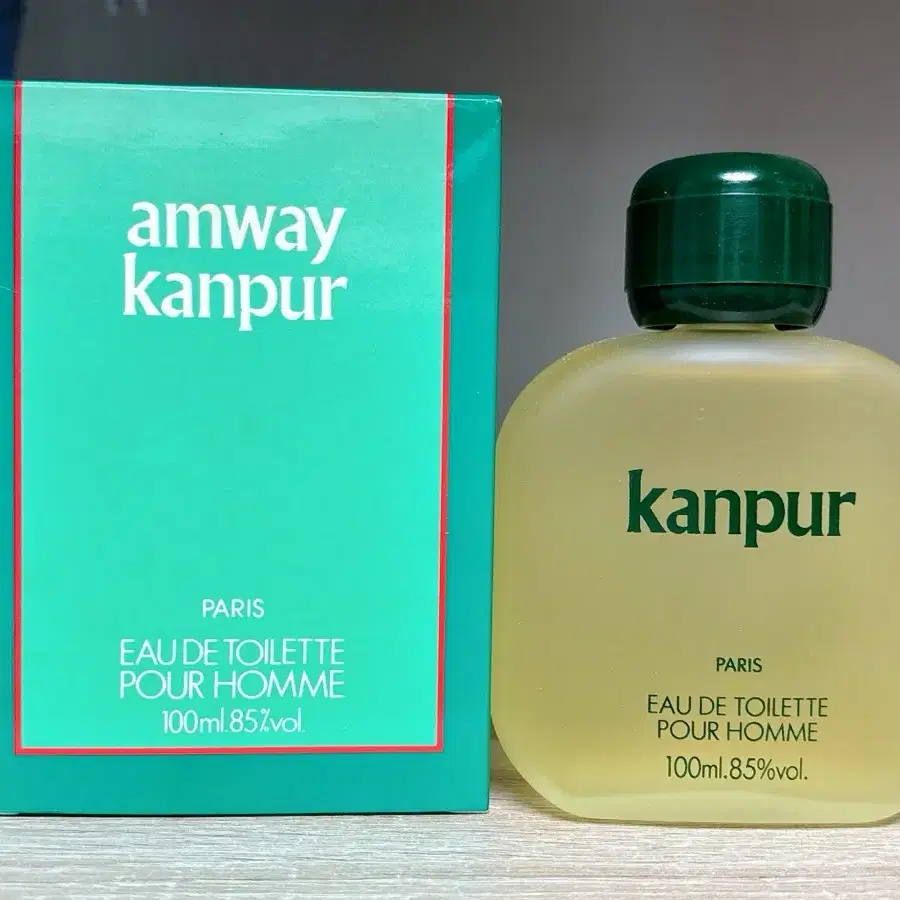 amway
kanpur
PARIS
EAU DE TOILETTE
POUR HOMME
100ml.85%vol.
kanpur
PARIS
EAU DE TOILETTE
POUR HOMME
100ml.85%vol.